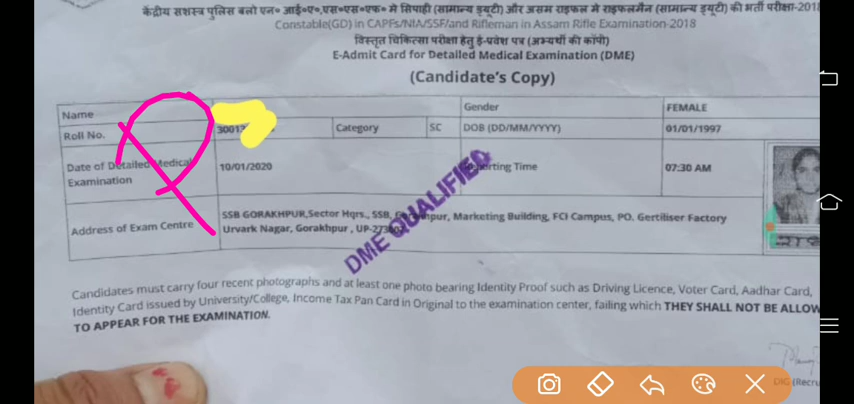 केंद्रीय सशस्त्र पुलिस बलो एन॰ आई॰ए॰,एस॰एस॰एफ॰ मे सिपाही (सामान्य ड्यूटी) और असम राइफल मे राइफलमैन (सामान्य ड्यूटी) की भर्ती परीक्षा-2018
Constable(GD) in CAPFs/NIA/SSF/and Rifleman in Assam Rifle Examination-2018
विस्तृत चिकित्सा परीक्षा हेतु ई-प्रवेश पत्र (अभ्यर्थी की कॉपी)
E-Admit Card for Detailed Medical Examination (DME)
(Candidate's Copy)
Name Gender FEMALE
Roll No. 3001 Category SC DOB (DD/MM/YYYY) 01/01/1997
Date of Detailed Medical Examination 10/01/2020 Reporting Time 07:30 AM
Address of Exam Centre SSB GORAKHPUR,Sector Hqrs., SSB, Gorakhpur, Marketing Building, FCI Campus, PO. Gertiliser Factory
Urvark Nagar, Gorakhpur , UP-
DME QUALIFIED
Candidates must carry four recent photographs and at least one photo bearing Identity Proof such as Driving Licence, Voter Card, Aadhar Card,
Identity Card issued by University/College, Income Tax Pan Card in Original to the examination center, failing which THEY SHALL NOT BE ALLOW
TO APPEAR FOR THE EXAMINATION.
DIG (Recru